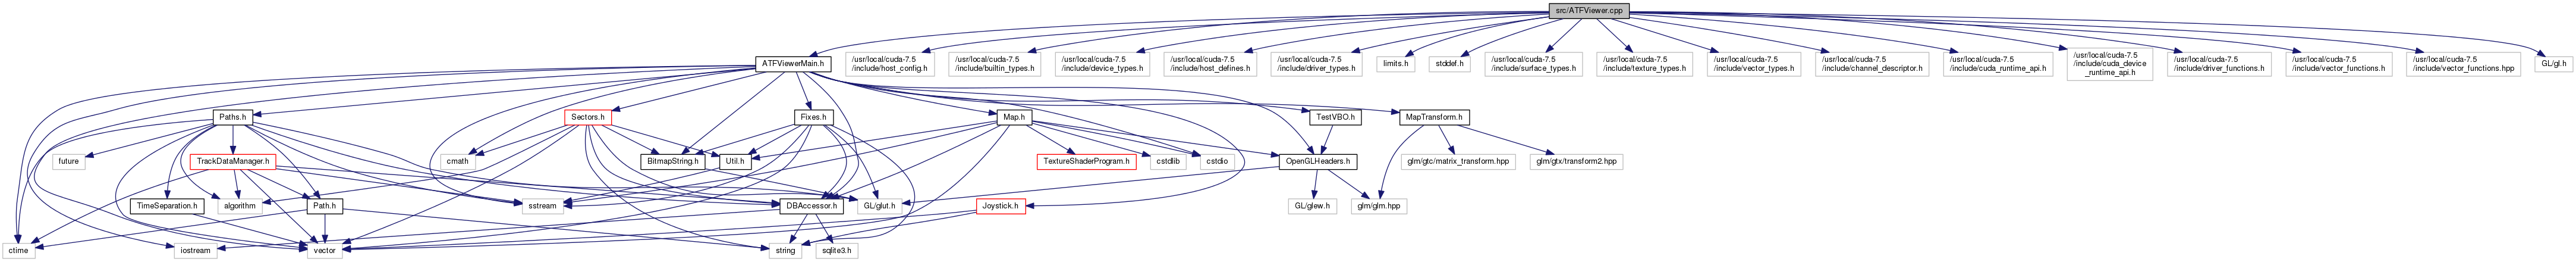 src/ATFViewer.cpp
ATFViewerMain.h
/usr/local/cuda-7.5
/include/host_config.h
/usr/local/cuda-7.5
/include/builtin_types.h
/usr/local/cuda-7.5
/include/device_types.h
/usr/local/cuda-7.5
/include/host_defines.h
/usr/local/cuda-7.5
/include/driver_types.h
limits.h
stddef.h
/usr/local/cuda-7.5
/include/surface_types.h
/usr/local/cuda-7.5
/include/texture_types.h
/usr/local/cuda-7.5
/include/vector_types.h
/usr/local/cuda-7.5
/include/channel_descriptor.h
/usr/local/cuda-7.5
/include/cuda_runtime_api.h
/usr/local/cuda-7.5
/include/cuda_device
_runtime_api.h
/usr/local/cuda-7.5
/include/driver_functions.h
/usr/local/cuda-7.5
/include/vector_functions.h
/usr/local/cuda-7.5
/include/vector_functions.hpp
GL/gl.h
Paths.h
Sectors.h
Fixes.h
Map.h
TestVBO.h
MapTransform.h
future
TrackDataManager.h
cmath
BitmapString.h
Util.h
TextureShaderProgram.h
cstdlib
cstdio
OpenGLHeaders.h
glm/gtc/matrix_transform.hpp
glm/gtx/transform2.hpp
TimeSeparation.h
algorithm
Path.h
sstream
DBAccessor.h
GL/glut.h
Joystick.h
GL/glew.h
glm/glm.hpp
ctime
iostream
vector
string
sqlite3.h